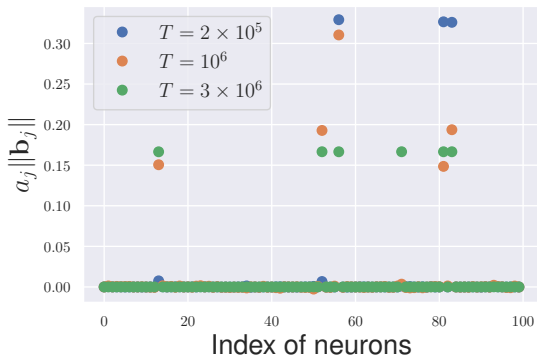 0.30
0.25
0.20
0.15
0.10
0.05
0.00
a_j||b_j||
T = 2 × 10^5
T = 10^6
T = 3 × 10^6
0 20 40 60 80 100
Index of neurons